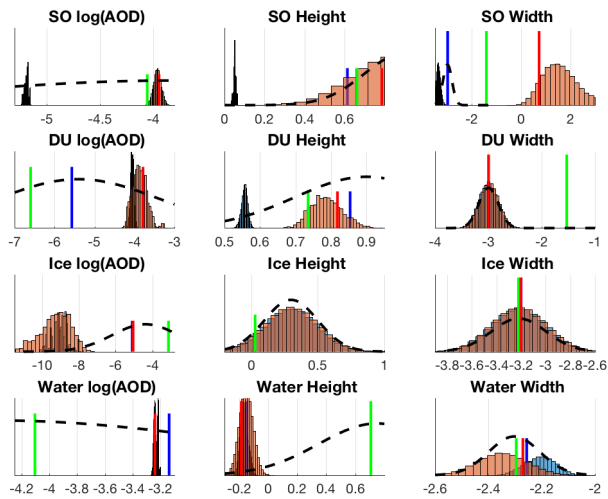 SO log(AOD) SO Height SO Width
-5 -4.5 -4 0 0.2 0.4 0.6 -2 0 2
DU log(AOD) DU Height DU Width
-7 -6 -5 -4 -3 0.5 0.6 0.7 0.8 0.9 -4 -3 -2 -1
Ice log(AOD) Ice Height Ice Width
-10 -8 -6 -4 0 0.5 1 -3.8 -3.6 -3.4 -3.2 -3 -2.8 -2.6
Water log(AOD) Water Height Water Width
-4.2 -4 -3.8 -3.6 -3.4 -3.2 -0.2 0 0.2 0.4 0.6 -2.6 -2.4 -2.2 -2